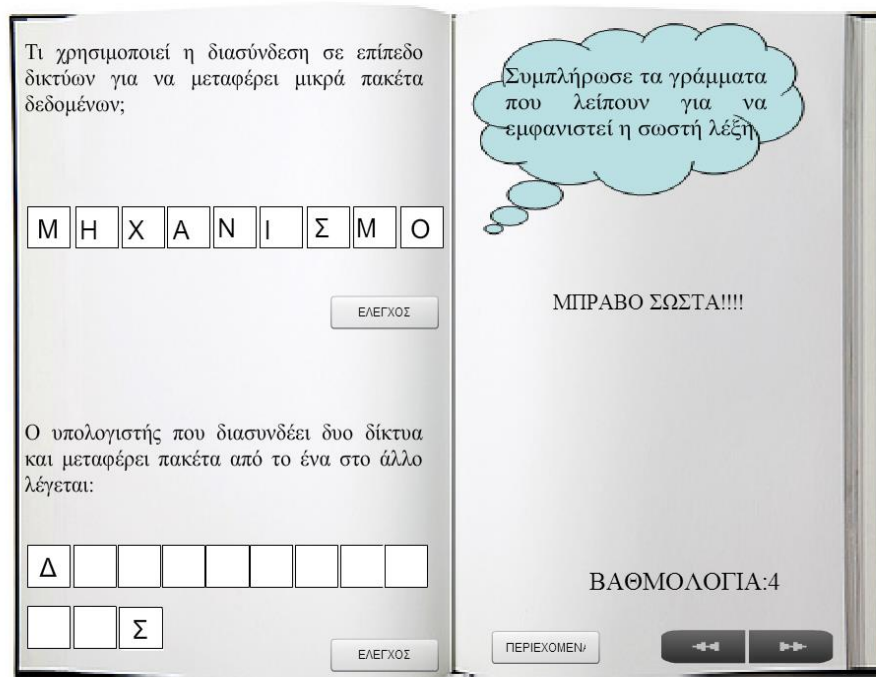 Τι χρησιμοποιεί η διασύνδεση σε επίπεδο
δικτύων για να μεταφέρει μικρά πακέτα
δεδομένων;
Μ Η Χ Α Ν Ι Σ Μ Ο
ΕΛΕΓΧΟΣ
Ο υπολογιστής που διασυνδέει δυο δίκτυα
και μεταφέρει πακέτα από το ένα στο άλλο
λέγεται:
Δ
Σ
ΕΛΕΓΧΟΣ
Συμπλήρωσε τα γράμματα
που λείπουν για να
εμφανιστεί η σωστή λέξη
ΜΠΡΑΒΟ ΣΩΣΤΑ!!!!
ΒΑΘΜΟΛΟΓΙΑ:4
ΠΕΡΙΕΧΟΜΕΝΑ